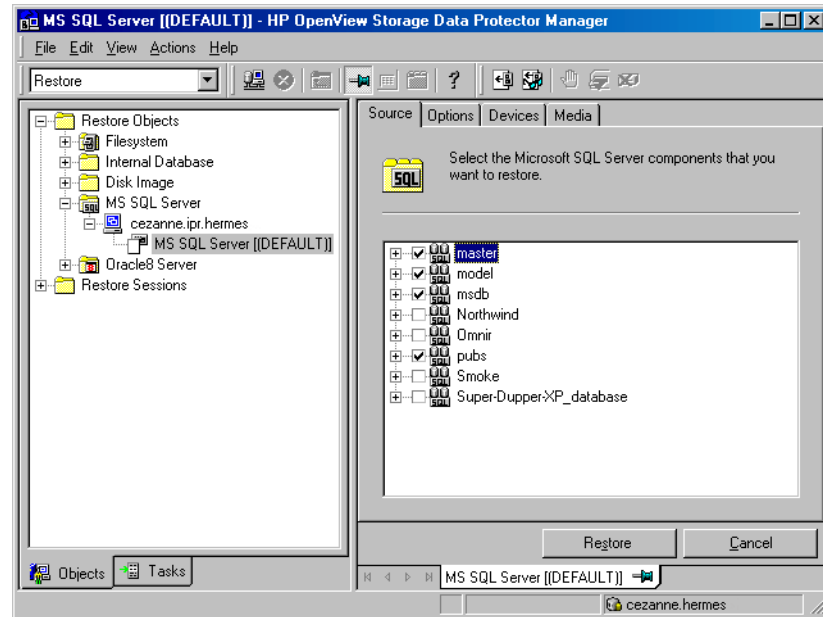 MS SQL Server [(DEFAULT)] - HP OpenView Storage Data Protector Manager
File Edit View Actions Help
Restore
Restore Objects
Filesystem
Internal Database
Disk Image
MS SQL Server
cezanne.ipr.hermes
MS SQL Server [(DEFAULT)]
Oracle8 Server
Restore Sessions
Objects
Tasks
Source Options Devices Media
SQL
Select the Microsoft SQL Server components that you
want to restore.
master
model
msdb
Northwind
Omnir
pubs
Smoke
Super-Dupper-XP_database
Restore Cancel
MS SQL Server [(DEFAULT)]
cezanne.hermes